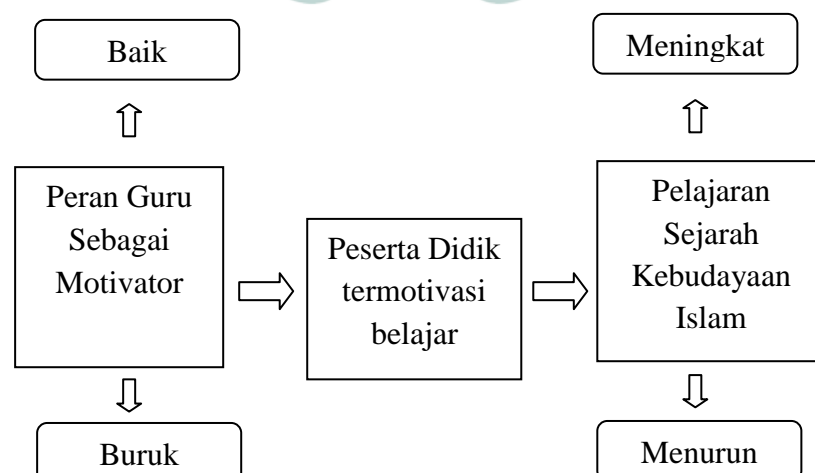 Baik
Meningkat
Peran Guru
Sebagai
Motivator
Peserta Didik
termotivasi
belajar
Pelajaran
Sejarah
Kebudayaan
Islam
Buruk
Menurun